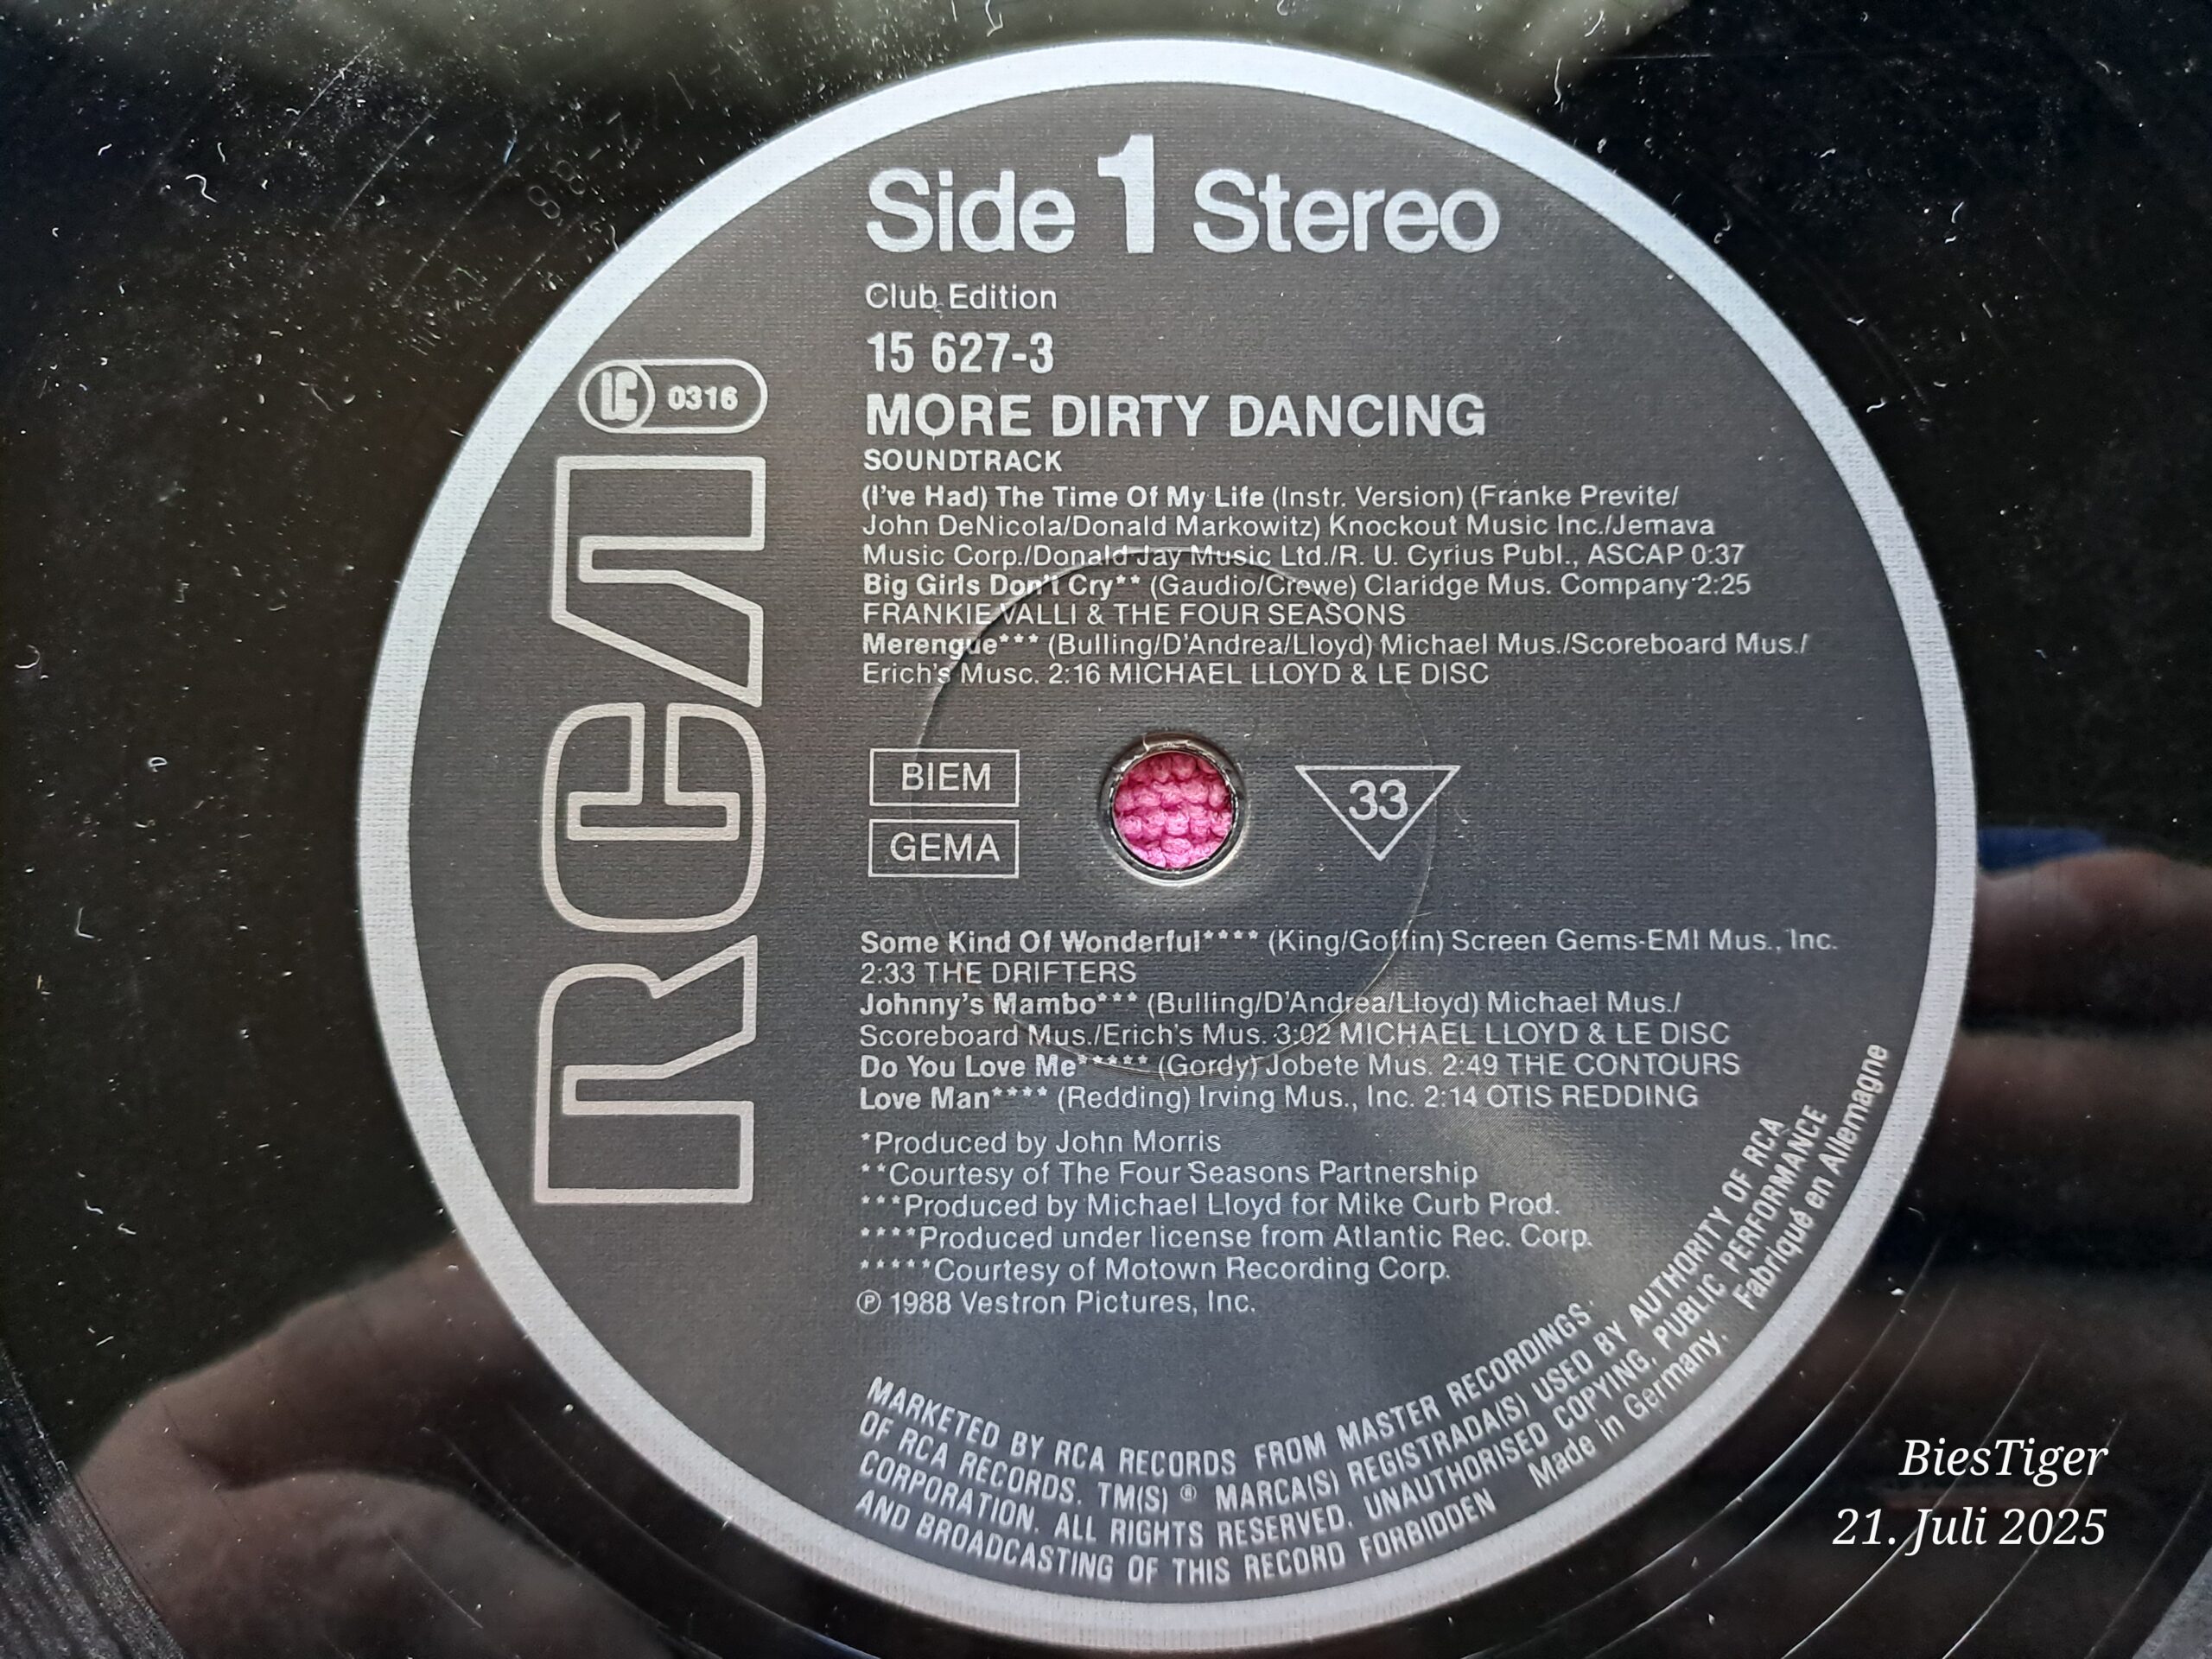 Side 1 Stereo
Club Edition
15 627-3
LC 0316
MORE DIRTY DANCING
SOUNDTRACK
(I've Had) The Time Of My Life (Instr. Version) (Franke Previte/
John DeNicola/Donald Markowitz) Knockout Music Inc./Jemava
Music Corp./Donald Jay Music Ltd./R. U. Cyrius Publ., ASCAP 0:37
Big Girls Don't Cry** (Gaudio/Crewe) Claridge Mus. Company 2:25
FRANKIE VALLI & THE FOUR SEASONS
Merengue*** (Bulling/D'Andrea/Lloyd) Michael Mus./Scoreboard Mus./
Erich's Musc. 2:16 MICHAEL LLOYD & LE DISC
RCA
BIEM
GEMA
33
Some Kind Of Wonderful**** (King/Goffin) Screen Gems-EMI Mus., Inc.
2:33 THE DRIFTERS
Johnny's Mambo*** (Bulling/D'Andrea/Lloyd) Michael Mus./
Scoreboard Mus./Erich's Mus. 3:02 MICHAEL LLOYD & LE DISC
Do You Love Me***** (Gordy) Jobete Mus. 2:49 THE CONTOURS
Love Man**** (Redding) Irving Mus., Inc. 2:14 OTIS REDDING
*Produced by John Morris
**Courtesy of The Four Seasons Partnership
***Produced by Michael Lloyd for Mike Curb Prod.
****Produced under license from Atlantic Rec. Corp.
*****Courtesy of Motown Recording Corp.
℗ 1988 Vestron Pictures, Inc.
MARKETED BY RCA RECORDS FROM MASTER RECORDINGS
OF RCA RECORDS. TM(S) ® MARCA(S) REGISTRADA(S) USED BY AUTHORITY OF RCA
CORPORATION. ALL RIGHTS RESERVED. UNAUTHORISED COPYING, PUBLIC PERFORMANCE
AND BROADCASTING OF THIS RECORD FORBIDDEN Made in Germany. Fabriqué en Allemagne
BiesTiger
21. Juli 2025